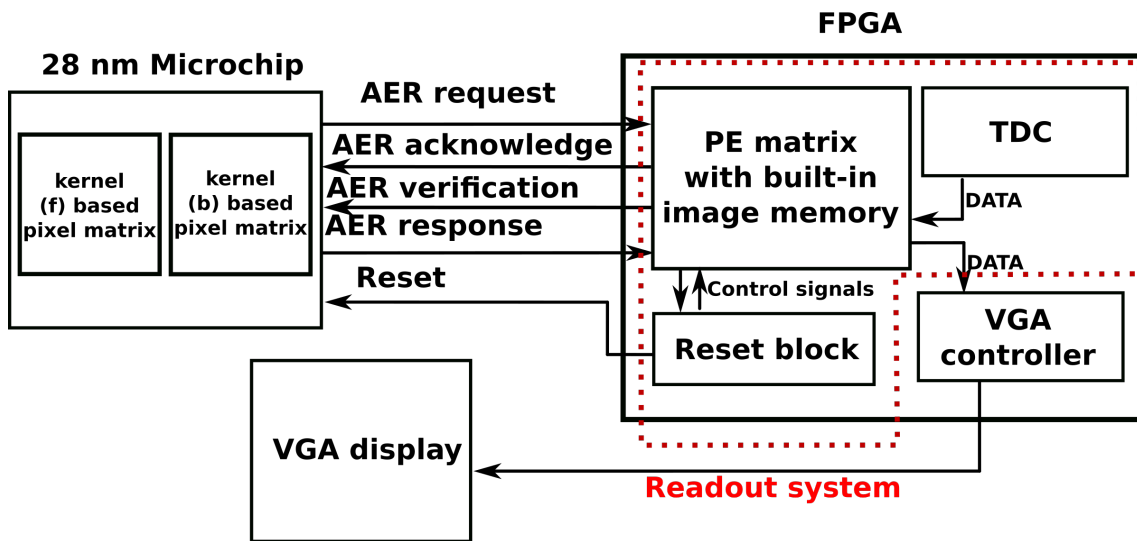 FPGA
28 nm Microchip
kernel
(f) based
pixel matrix
kernel
(b) based
pixel matrix
AER request
AER acknowledge
AER verification
AER response
Reset
PE matrix
with built-in
image memory
TDC
DATA
DATA
Control signals
Reset block
VGA
controller
VGA display
Readout system